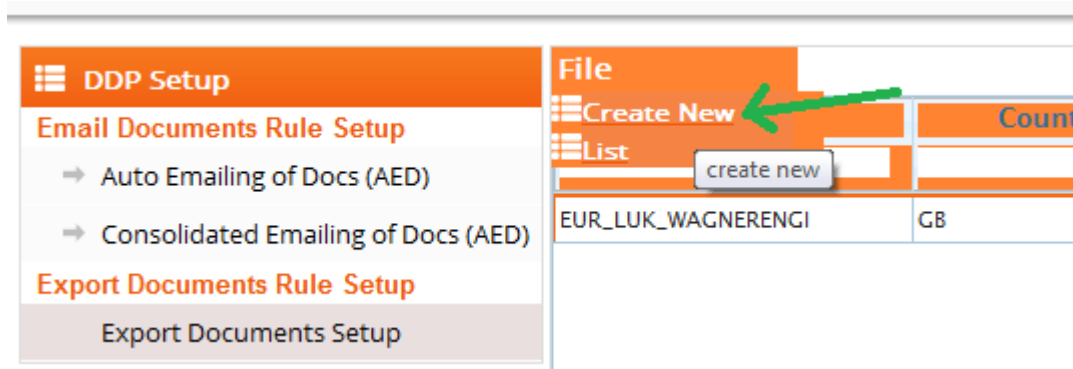 DDP Setup
Email Documents Rule Setup
Auto Emailing of Docs (AED)
Consolidated Emailing of Docs (AED)
Export Documents Rule Setup
Export Documents Setup
File
Create New
List
create new
Count
EUR_LUK_WAGNERENGI GB